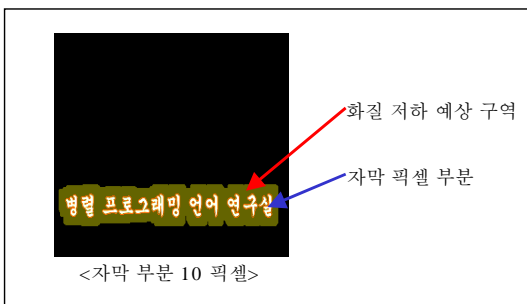 화질 저하 예상 구역
자막 픽셀 부분
병렬 프로그래밍 언어 연구실
<자막 부분 10 픽셀>